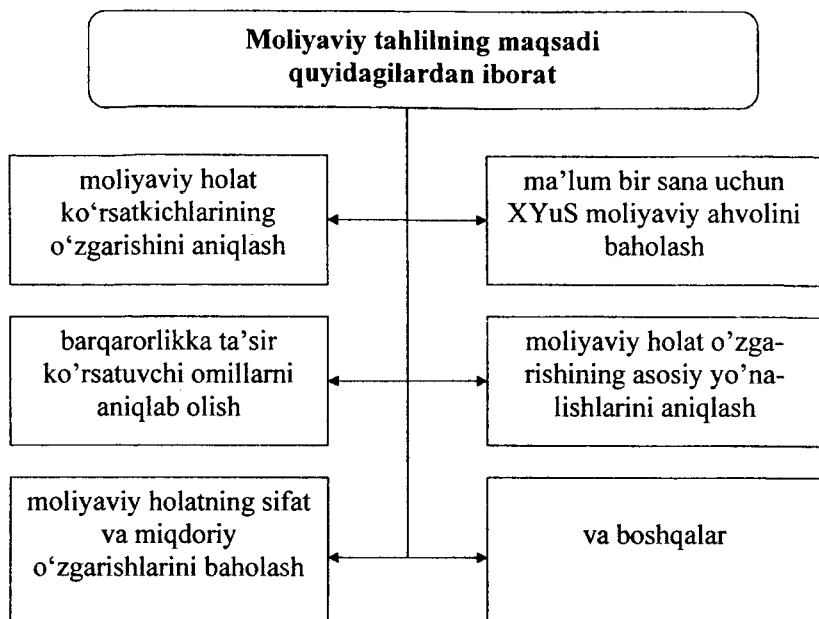 Moliyaviy tahlilning maqsadi
quyidagilardan iborat
moliyaviy holat
ko‘rsatkichlarining
o‘zgarishini aniqlash
ma’lum bir sana uchun
XYuS moliyaviy ahvolini
baholash
barqarorlikka ta’sir
ko’rsatuvchi omillarni
aniqlab olish
moliyaviy holat o’zga-
rishining asosiy yo’na-
lishlarini aniqlash
moliyaviy holatning sifat
va miqdoriy
o‘zgarishlarini baholash
va boshqalar